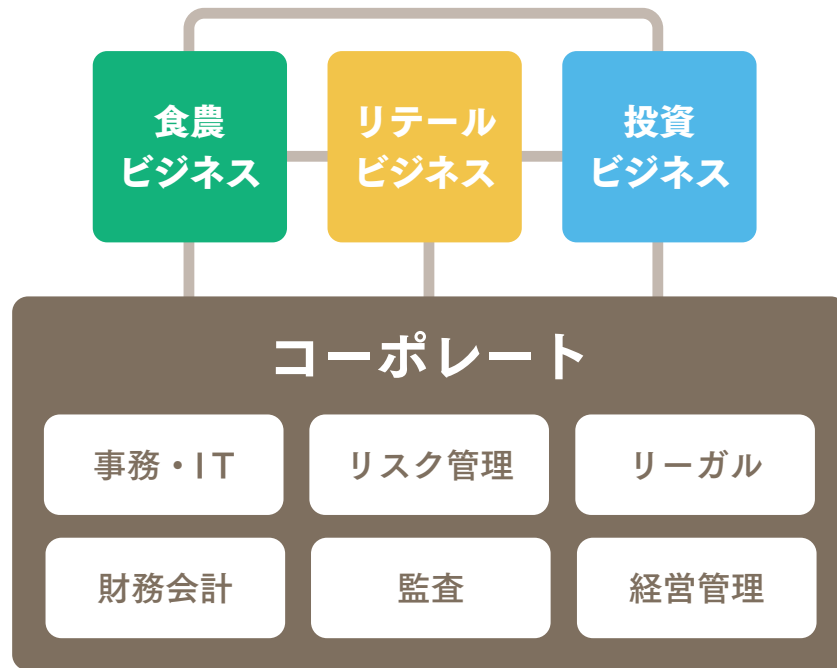 食農
ビジネス
リテール
ビジネス
投資
ビジネス
コーポレート
事務・IT
リスク管理
リーガル
財務会計
監査
経営管理